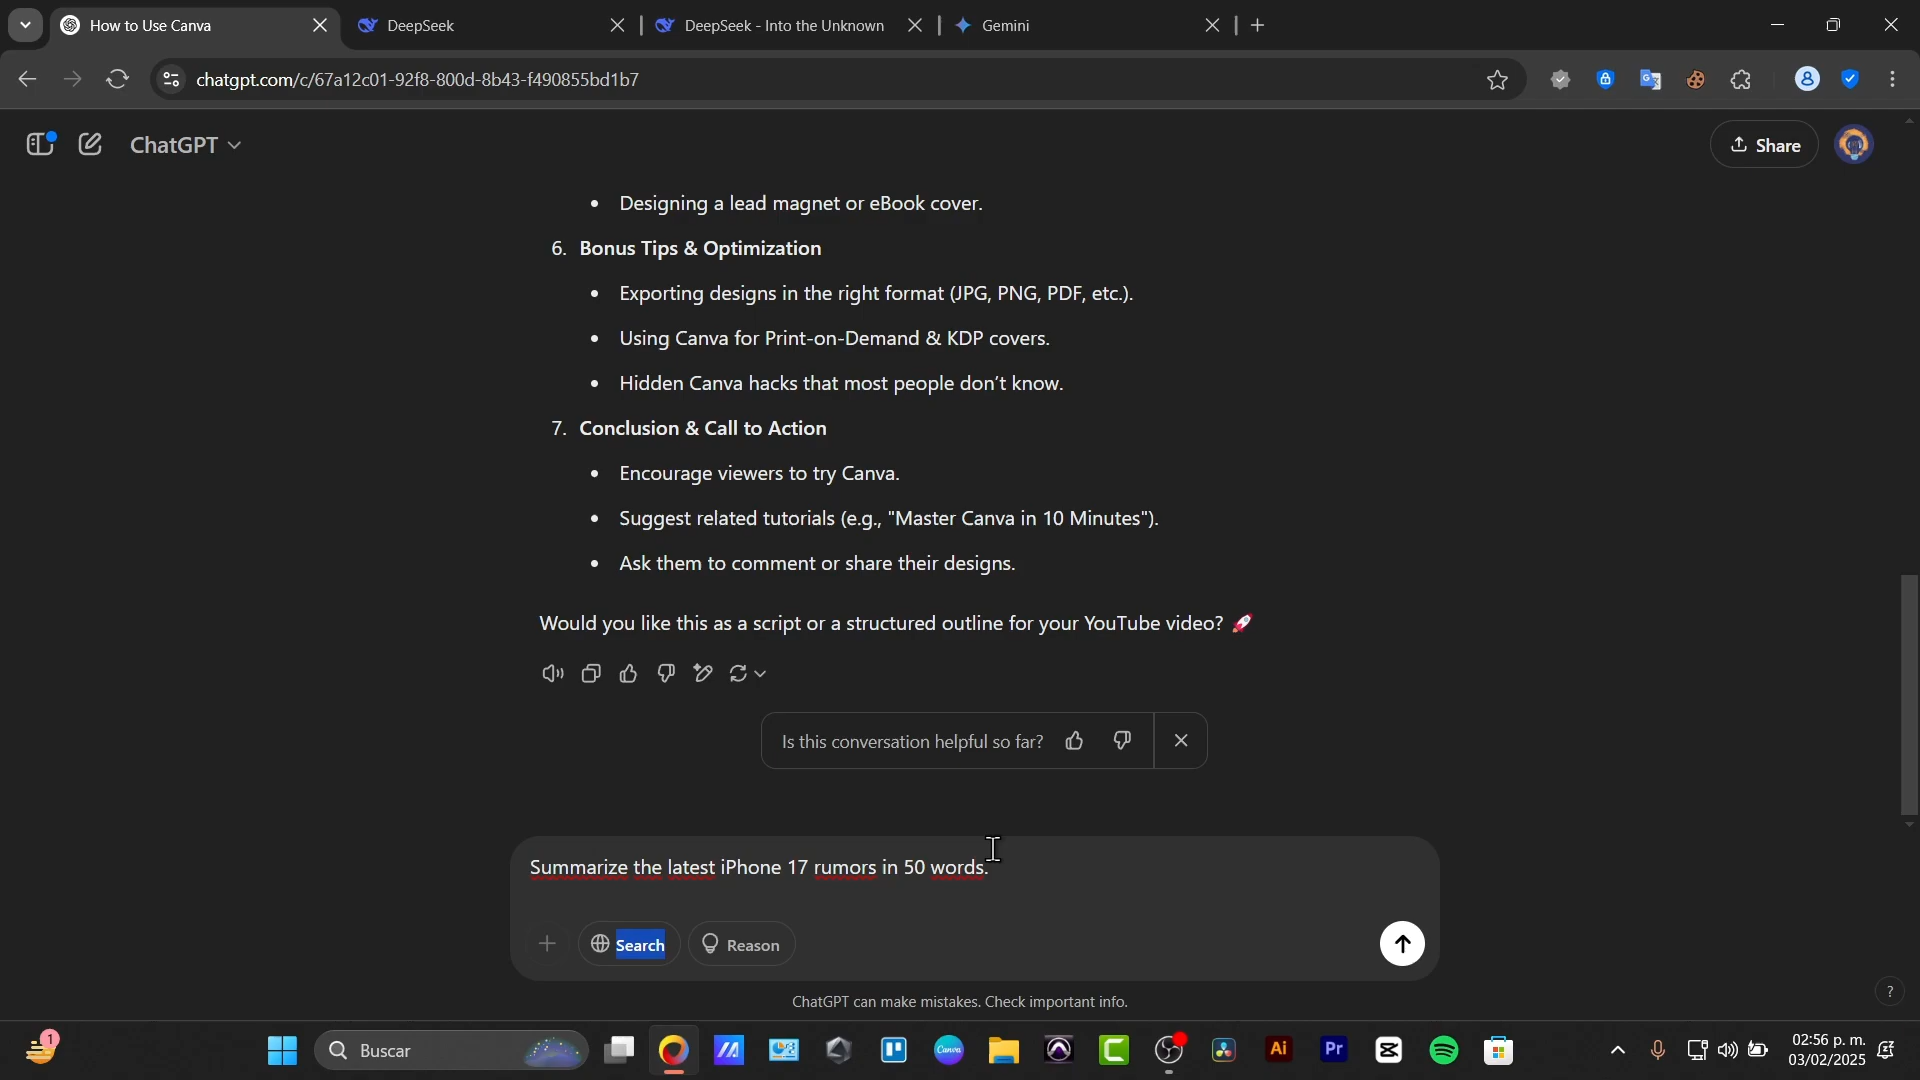 How to Use Canva
DeepSeek
DeepSeek - Into the Unknown
Gemini
chatgpt.com/c/67a12c01-92f8-800d-8b43-f490855bd1b7
ChatGPT
Share
• Designing a lead magnet or eBook cover.
6. Bonus Tips & Optimization
• Exporting designs in the right format (JPG, PNG, PDF, etc.).
• Using Canva for Print-on-Demand & KDP covers.
• Hidden Canva hacks that most people don't know.
7. Conclusion & Call to Action
• Encourage viewers to try Canva.
• Suggest related tutorials (e.g., "Master Canva in 10 Minutes").
• Ask them to comment or share their designs.
Would you like this as a script or a structured outline for your YouTube video? 🚀
Is this conversation helpful so far?
Summarize the latest iPhone 17 rumors in 50 words.
Search
Reason
ChatGPT can make mistakes. Check important info.
?
1
Buscar
Canva
Ai
Pr
02:56 p. m.
03/02/2025